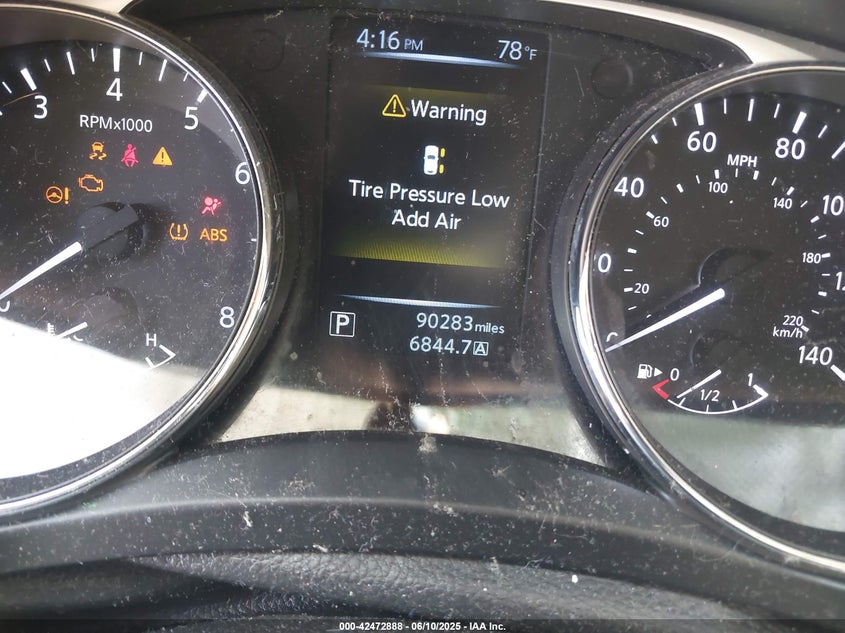 4:16 PM 78°F
Warning
Tire Pressure Low
Add Air
P 90283 miles
6844.7 A
3 4 5 6 8
RPMx1000
ABS
H
40 60 80
MPH
20 60 100 140 180 220
km/h
140
0 1/2 1
000-42472888 06/10/2025 IAA Inc.